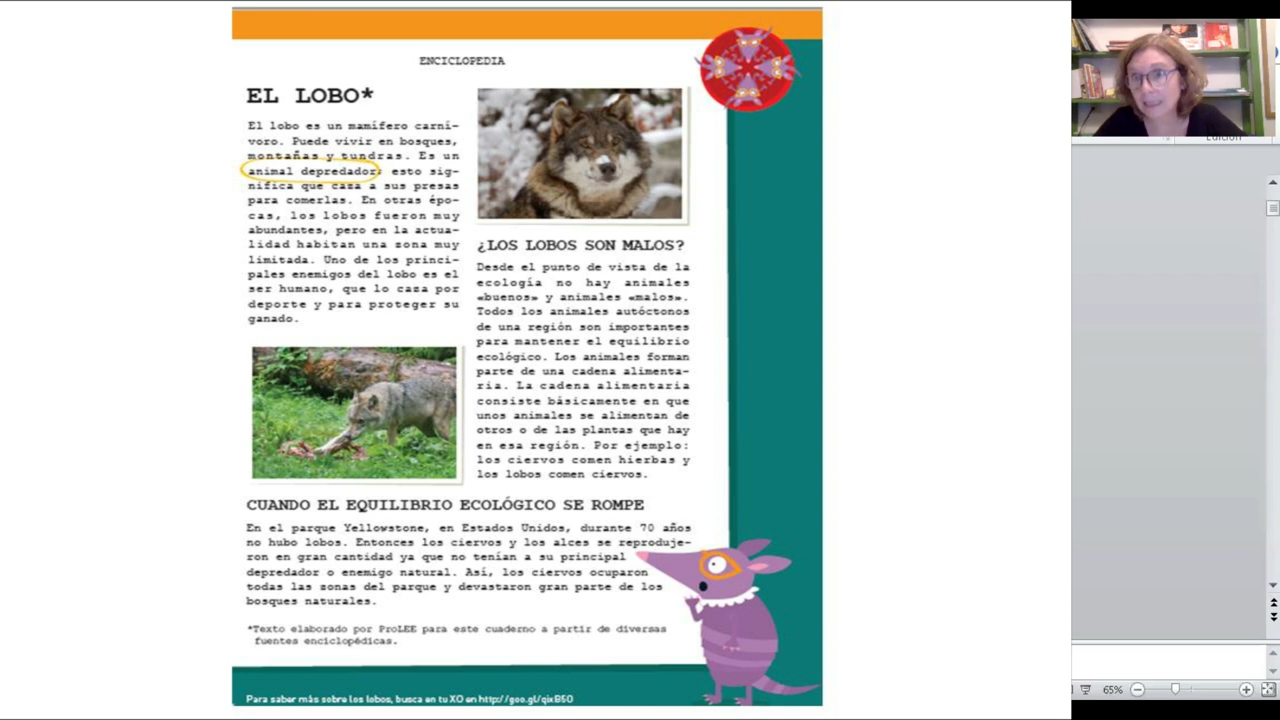 ENCICLOPEDIA
EL LOBO*
El lobo es un mamífero carní-
voro. Puede vivir en bosques,
montañas y tundras. Es un
animal depredador: esto sig-
nifica que caza a sus presas
para comerlas. En otras épo-
cas, los lobos fueron muy
abundantes, pero en la actua-
lidad habitan una zona muy
limitada. Uno de los princi-
pales enemigos del lobo es el
ser humano, que lo caza por
deporte y para proteger su
ganado.
¿LOS LOBOS SON MALOS?
Desde el punto de vista de la
ecología no hay animales
«buenos» y animales «malos».
Todos los animales autóctonos
de una región son importantes
para mantener el equilibrio
ecológico. Los animales forman
parte de una cadena alimenta-
ria. La cadena alimentaria
consiste básicamente en que
unos animales se alimentan de
otros o de las plantas que hay
en esa región. Por ejemplo:
los ciervos comen hierbas y
los lobos comen ciervos.
CUANDO EL EQUILIBRIO ECOLÓGICO SE ROMPE
En el parque Yellowstone, en Estados Unidos, durante 70 años
no hubo lobos. Entonces los ciervos y los alces se reproduje-
ron en gran cantidad ya que no tenían a su principal
depredador o enemigo natural. Así, los ciervos ocuparon
todas las zonas del parque y devastaron gran parte de los
bosques naturales.
*Texto elaborado por ProLEE para este cuaderno a partir de diversas
fuentes enciclopédicas.
Para saber más sobre los lobos, busca en tu XO en http://goo.gl/qixB5O
Edición
65%